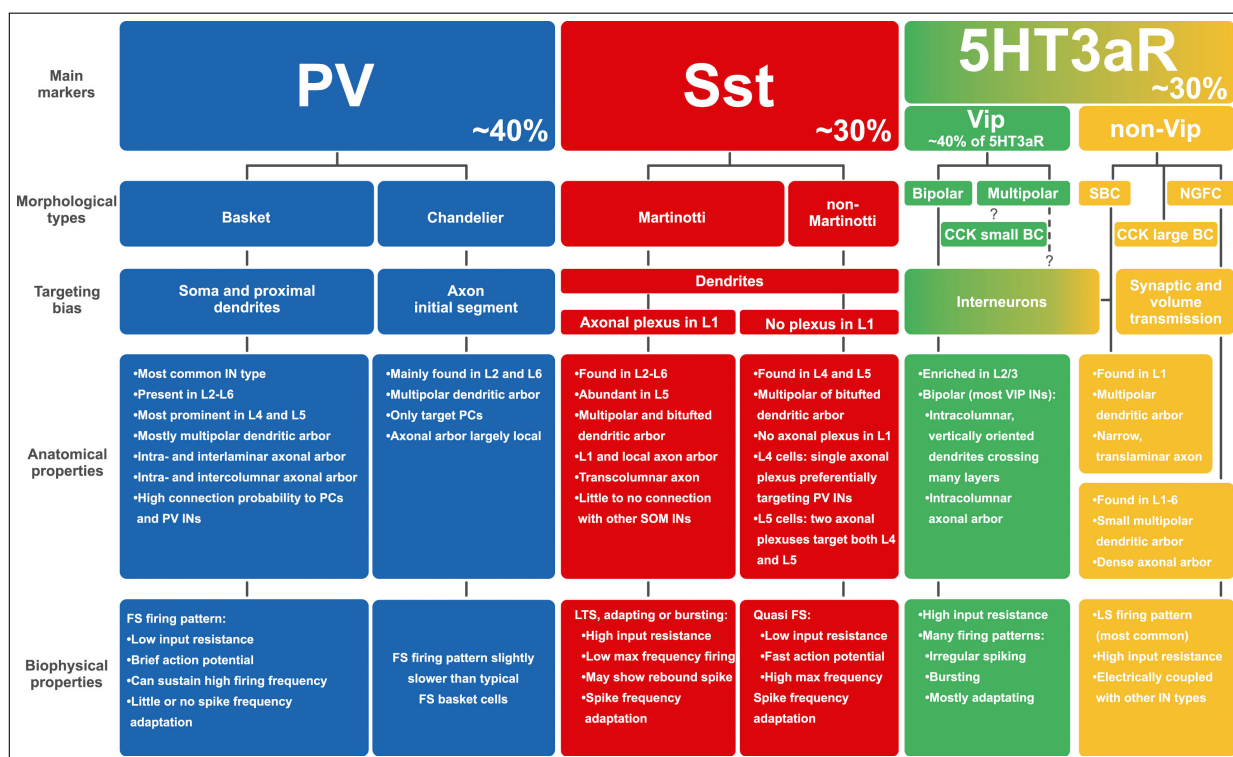 Main
markers
PV
~40%
Sst
~30%
5HT3aR
~30%
Vip
~40% of 5HT3aR
non-Vip
Morphological
types
Basket
Chandelier
Martinotti
non-
Martinotti
Bipolar
Multipolar
?
CCK small BC
?
SBC
NGFC
CCK large BC
Targeting
bias
Soma and proximal
dendrites
Axon
initial segment
Dendrites
Axonal plexus in L1
No plexus in L1
Interneurons
Synaptic and
volume
transmission
Anatomical
properties
•Most common IN type
•Present in L2-L6
•Most prominent in L4 and L5
•Mostly multipolar dendritic arbor
•Intra- and interlaminar axonal arbor
•Intra- and intercolumnar axonal arbor
•High connection probability to PCs
and PV INs
•Mainly found in L2 and L6
•Multipolar dendritic arbor
•Only target PCs
•Axonal arbor largely local
•Found in L2-L6
•Abundant in L5
•Multipolar and bitufted
dendritic arbor
•L1 and local axon arbor
•Transcolumnar axon
•Little to no connection
with other SOM INs
•Found in L4 and L5
•Multipolar of bitufted
dendritic arbor
•No axonal plexus in L1
•L4 cells: single axonal
plexus preferentially
targeting PV INs
•L5 cells: two axonal
plexuses target both L4
and L5
•Enriched in L2/3
•Bipolar (most VIP INs):
•Intracolumnar,
vertically oriented
dendrites crossing
many layers
•Intracolumnar
axonal arbor
•Found in L1
•Multipolar
dendritic arbor
•Narrow,
translaminar axon
•Found in L1-6
•Small multipolar
dendritic arbor
•Dense axonal arbor
Biophysical
properties
FS firing pattern:
•Low input resistance
•Brief action potential
•Can sustain high firing frequency
•Little or no spike frequency
adaptation
FS firing pattern slightly
slower than typical
FS basket cells
LTS, adapting or bursting:
•High input resistance
•Low max frequency firing
•May show rebound spike
•Spike frequency
adaptation
Quasi FS:
•Low input resistance
•Fast action potential
•High max frequency
Spike frequency
adaptation
•High input resistance
•Many firing patterns:
•Irregular spiking
•Bursting
•Mostly adaptating
•LS firing pattern
(most common)
•High input resistance
•Electrically coupled
with other IN types